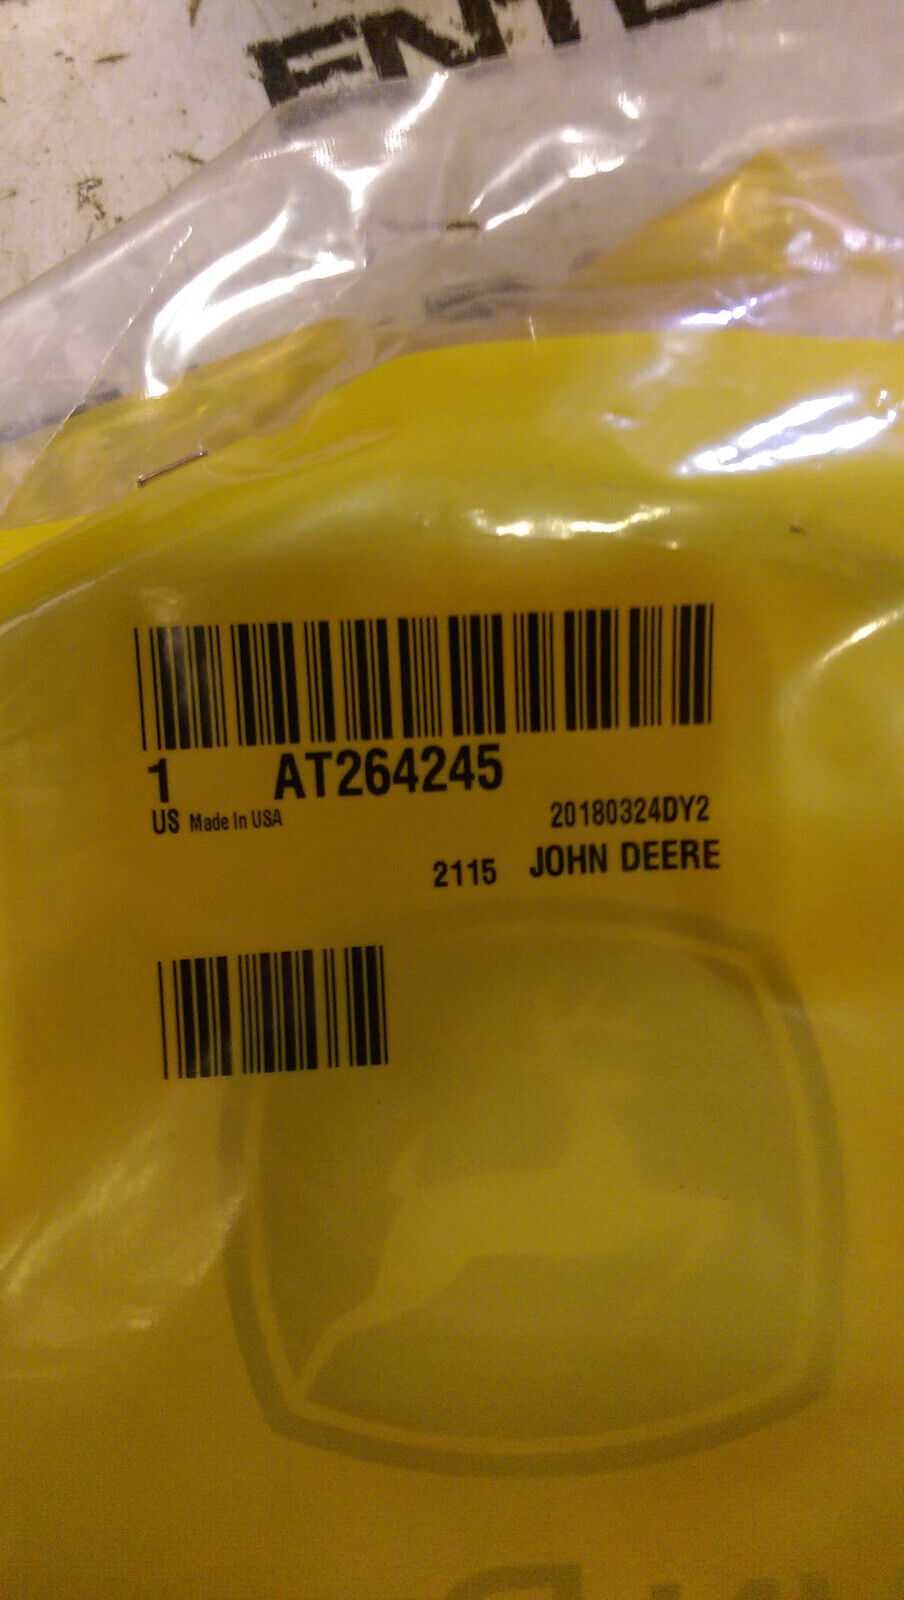 1 AT264245
US Made In USA 20180324DY2
2115 JOHN DEERE